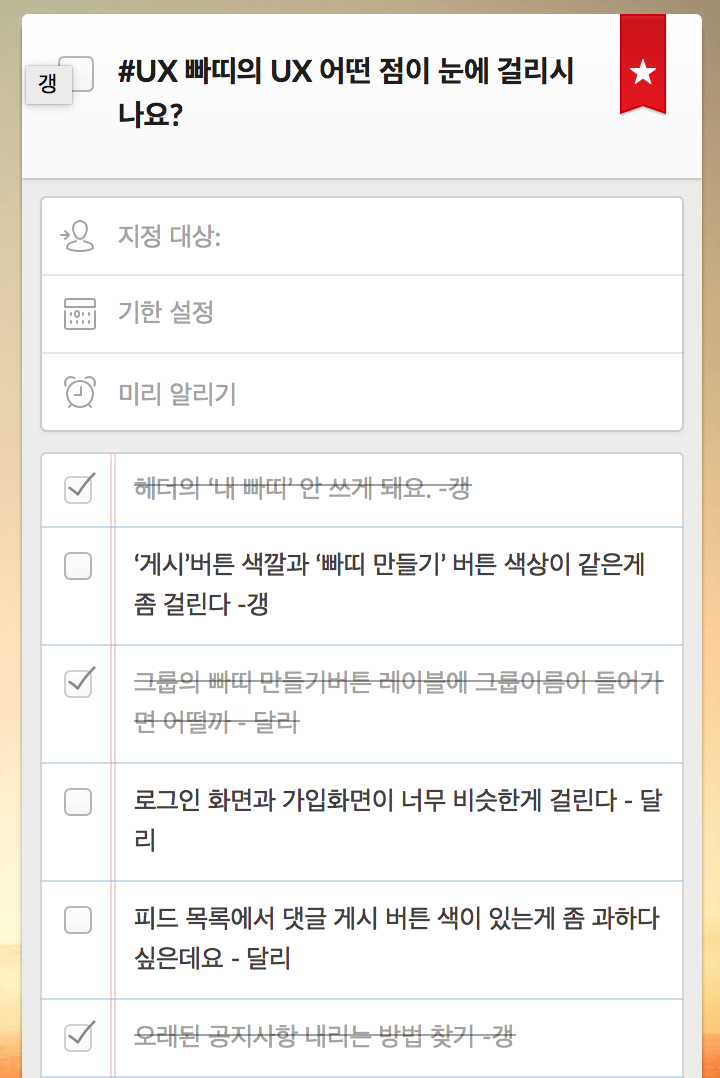 갱
#UX 빠띠의 UX 어떤 점이 눈에 걸리시
나요?
지정 대상:
기한 설정
미리 알리기
헤더의 ‘내 빠띠’ 안 쓰게 돼요. -갱
‘게시’버튼 색깔과 ‘빠띠 만들기’ 버튼 색상이 같은게
좀 걸린다 -갱
그룹의 빠띠 만들기버튼 레이블에 그룹이름이 들어가
면 어떨까 - 달리
로그인 화면과 가입화면이 너무 비슷한게 걸린다 - 달
리
피드 목록에서 댓글 게시 버튼 색이 있는게 좀 과하다
싶은데요 - 달리
오래된 공지사항 내리는 방법 찾기 -갱